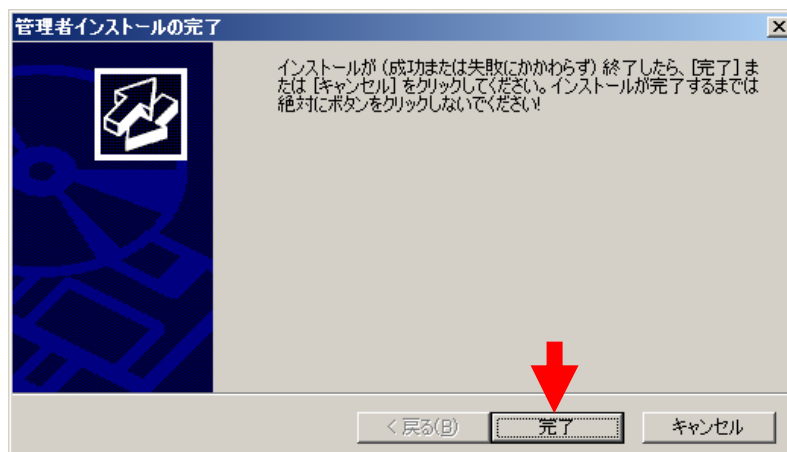 管理者インストールの完了
インストールが (成功または失敗にかかわらず) 終了したら、[完了] ま
たは [キャンセル] をクリックしてください。インストールが完了するまでは
絶対にボタンをクリックしないでください!
< 戻る(B)
完了
キャンセル